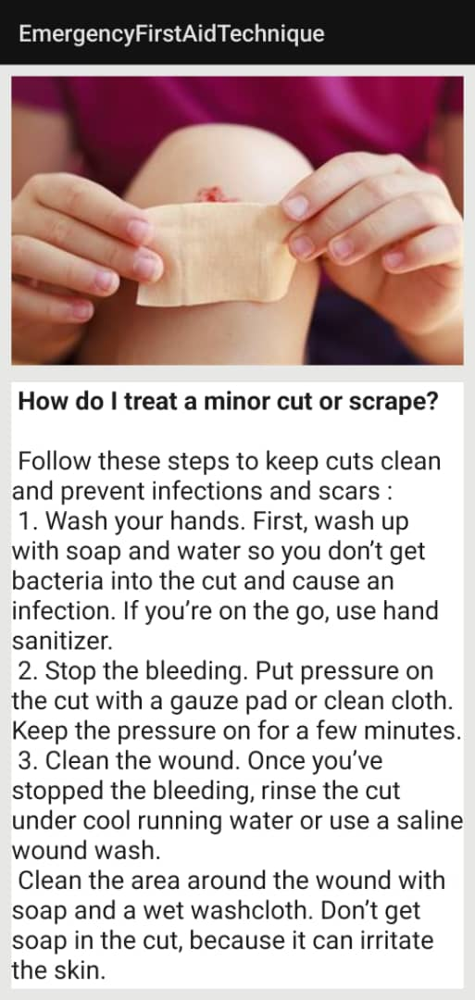 EmergencyFirstAidTechnique
How do I treat a minor cut or scrape?
Follow these steps to keep cuts clean
and prevent infections and scars :
1. Wash your hands. First, wash up
with soap and water so you don’t get
bacteria into the cut and cause an
infection. If you’re on the go, use hand
sanitizer.
2. Stop the bleeding. Put pressure on
the cut with a gauze pad or clean cloth.
Keep the pressure on for a few minutes.
3. Clean the wound. Once you’ve
stopped the bleeding, rinse the cut
under cool running water or use a saline
wound wash.
Clean the area around the wound with
soap and a wet washcloth. Don’t get
soap in the cut, because it can irritate
the skin.